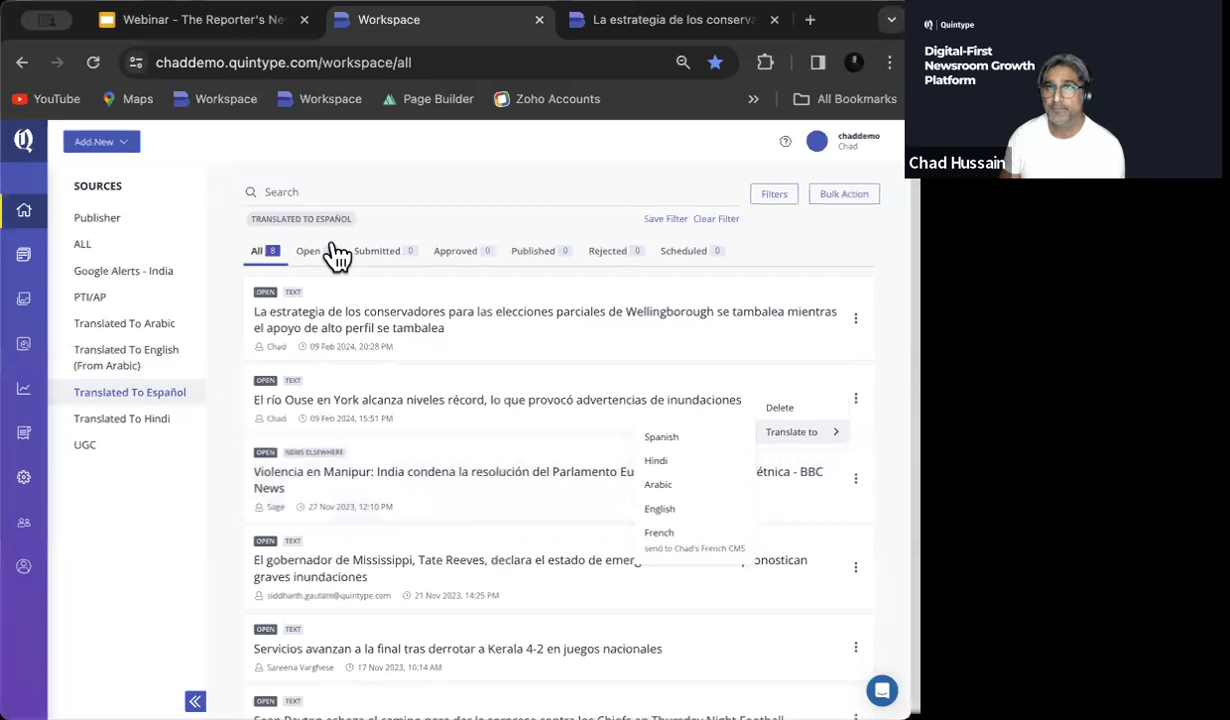 Webinar - The Reporter's Ne
Workspace
La estrategia de los conserva
chaddemo.quintype.com/workspace/all
YouTube
Maps
Workspace
Workspace
Page Builder
Zoho Accounts
All Bookmarks
Quintype
Digital-First
Newsroom Growth
Platform
Chad Hussain
Add New
chaddemo
Chad
SOURCES
Publisher
ALL
Google Alerts - India
PTI/AP
Translated To Arabic
Translated To English
(From Arabic)
Translated To Español
Translated To Hindi
UGC
Search
Filters
Bulk Action
TRANSLATED TO ESPAÑOL
Save Filter Clear Filter
All 8 Open Submitted 0 Approved 0 Published 0 Rejected 0 Scheduled 0
OPEN TEXT
La estrategia de los conservadores para las elecciones parciales de Wellingborough se tambalea mientras
el apoyo de alto perfil se tambalea
Chad 09 Feb 2024, 20:28 PM
OPEN TEXT
El río Ouse en York alcanza niveles récord, lo que provocó advertencias de inundaciones
Chad 09 Feb 2024, 15:51 PM
Delete
Translate to
Spanish
Hindi
Arabic
English
French
send to Chad's French CMS
OPEN NEWS ELSEWHERE
Violencia en Manipur: India condena la resolución del Parlamento Eu étnica - BBC
News
Sage 27 Nov 2023, 12:10 PM
OPEN TEXT
El gobernador de Mississippi, Tate Reeves, declara el estado de emerg pronostican
graves inundaciones
siddharth.gautam@quintype.com 21 Nov 2023, 14:25 PM
OPEN TEXT
Servicios avanzan a la final tras derrotar a Kerala 4-2 en juegos nacionales
Sareena Varghese 17 Nov 2023, 10:14 AM
OPEN TEXT